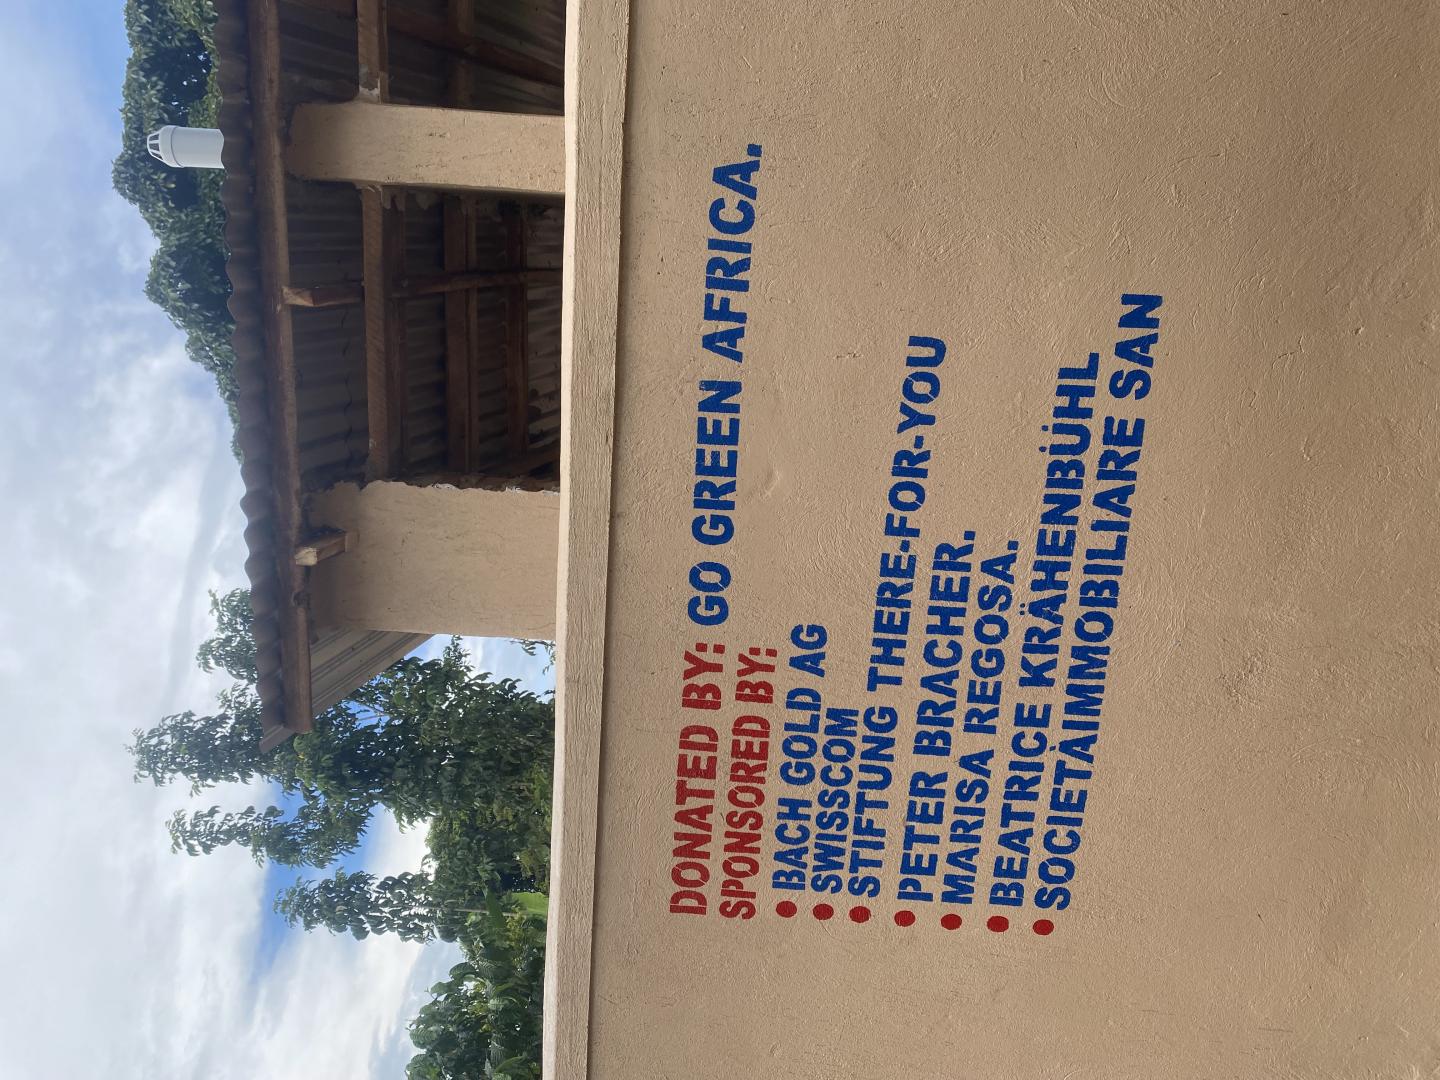 DONATED BY: GO GREEN AFRICA.
SPONSORED BY:
• BACH GOLD AG
• SWISSCOM
• STIFTUNG THERE-FOR-YOU
• PETER BRACHER.
• MARISA REGOSA.
• BEATRICE KRÄHENBÜHL
• SOCIETÀIMMOBILIARE SAN